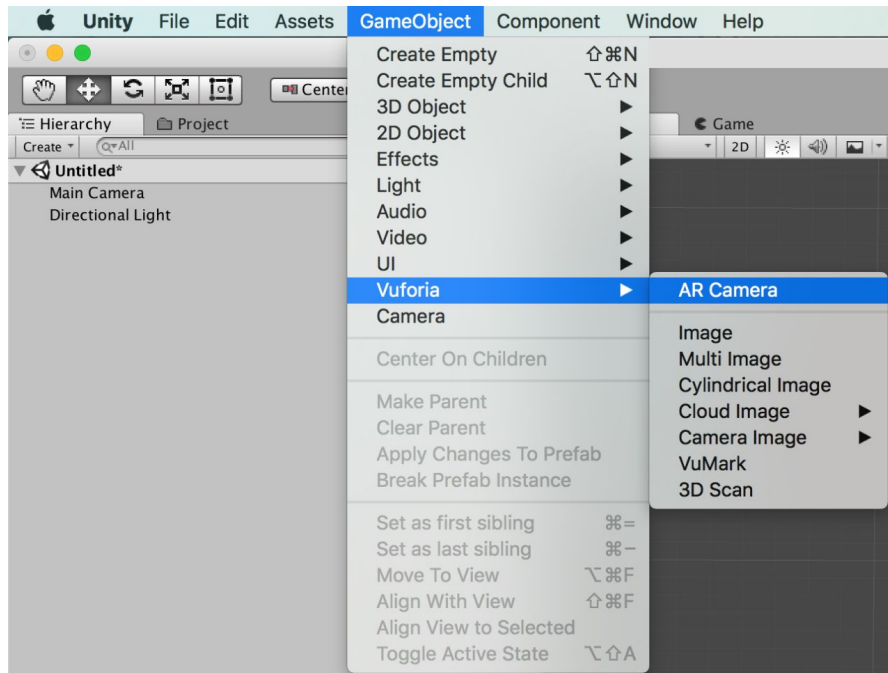 Unity File Edit Assets GameObject Component Window Help
Center
Hierarchy Project
Game
Create All
2D
Untitled*
Main Camera
Directional Light
Create Empty ⇧⌘N
Create Empty Child ⌥⇧N
3D Object ▶
2D Object ▶
Effects ▶
Light ▶
Audio ▶
Video ▶
UI ▶
Vuforia ▶
Camera
Center On Children
Make Parent
Clear Parent
Apply Changes To Prefab
Break Prefab Instance
Set as first sibling ⌘=
Set as last sibling ⌘−
Move To View ⌥⌘F
Align With View ⇧⌘F
Align View to Selected
Toggle Active State ⌥⇧A
AR Camera
Image
Multi Image
Cylindrical Image
Cloud Image ▶
Camera Image ▶
VuMark
3D Scan